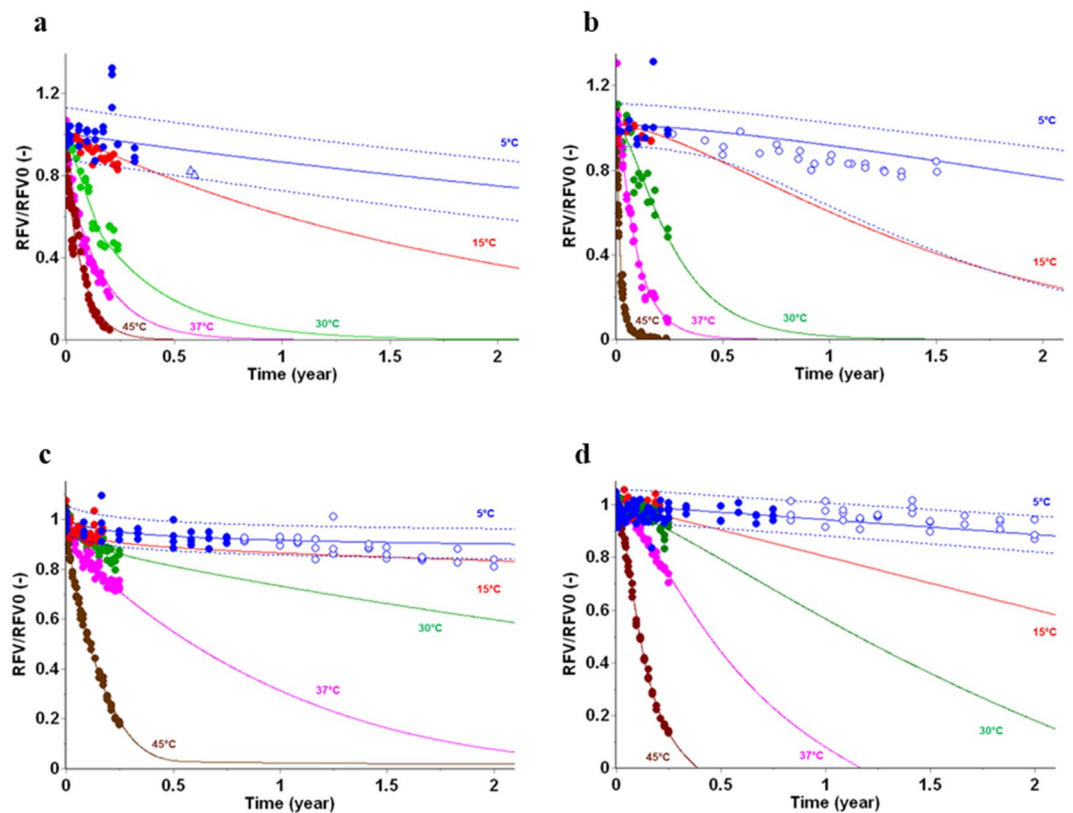 a
RFV/RFV0 (-)
1.2
0.8
0.4
0
5°C
15°C
30°C
37°C
45°C
0 0.5 1 1.5 2
Time (year)
b
RFV/RFV0 (-)
1.2
0.8
0.4
0
5°C
15°C
30°C
37°C
45°C
0 0.5 1 1.5 2
Time (year)
c
RFV/RFV0 (-)
1
0.8
0.6
0.4
0.2
0
5°C
15°C
30°C
37°C
45°C
0 0.5 1 1.5 2
Time (year)
d
RFV/RFV0 (-)
1
0.8
0.6
0.4
0.2
0
5°C
15°C
30°C
37°C
45°C
0 0.5 1 1.5 2
Time (year)